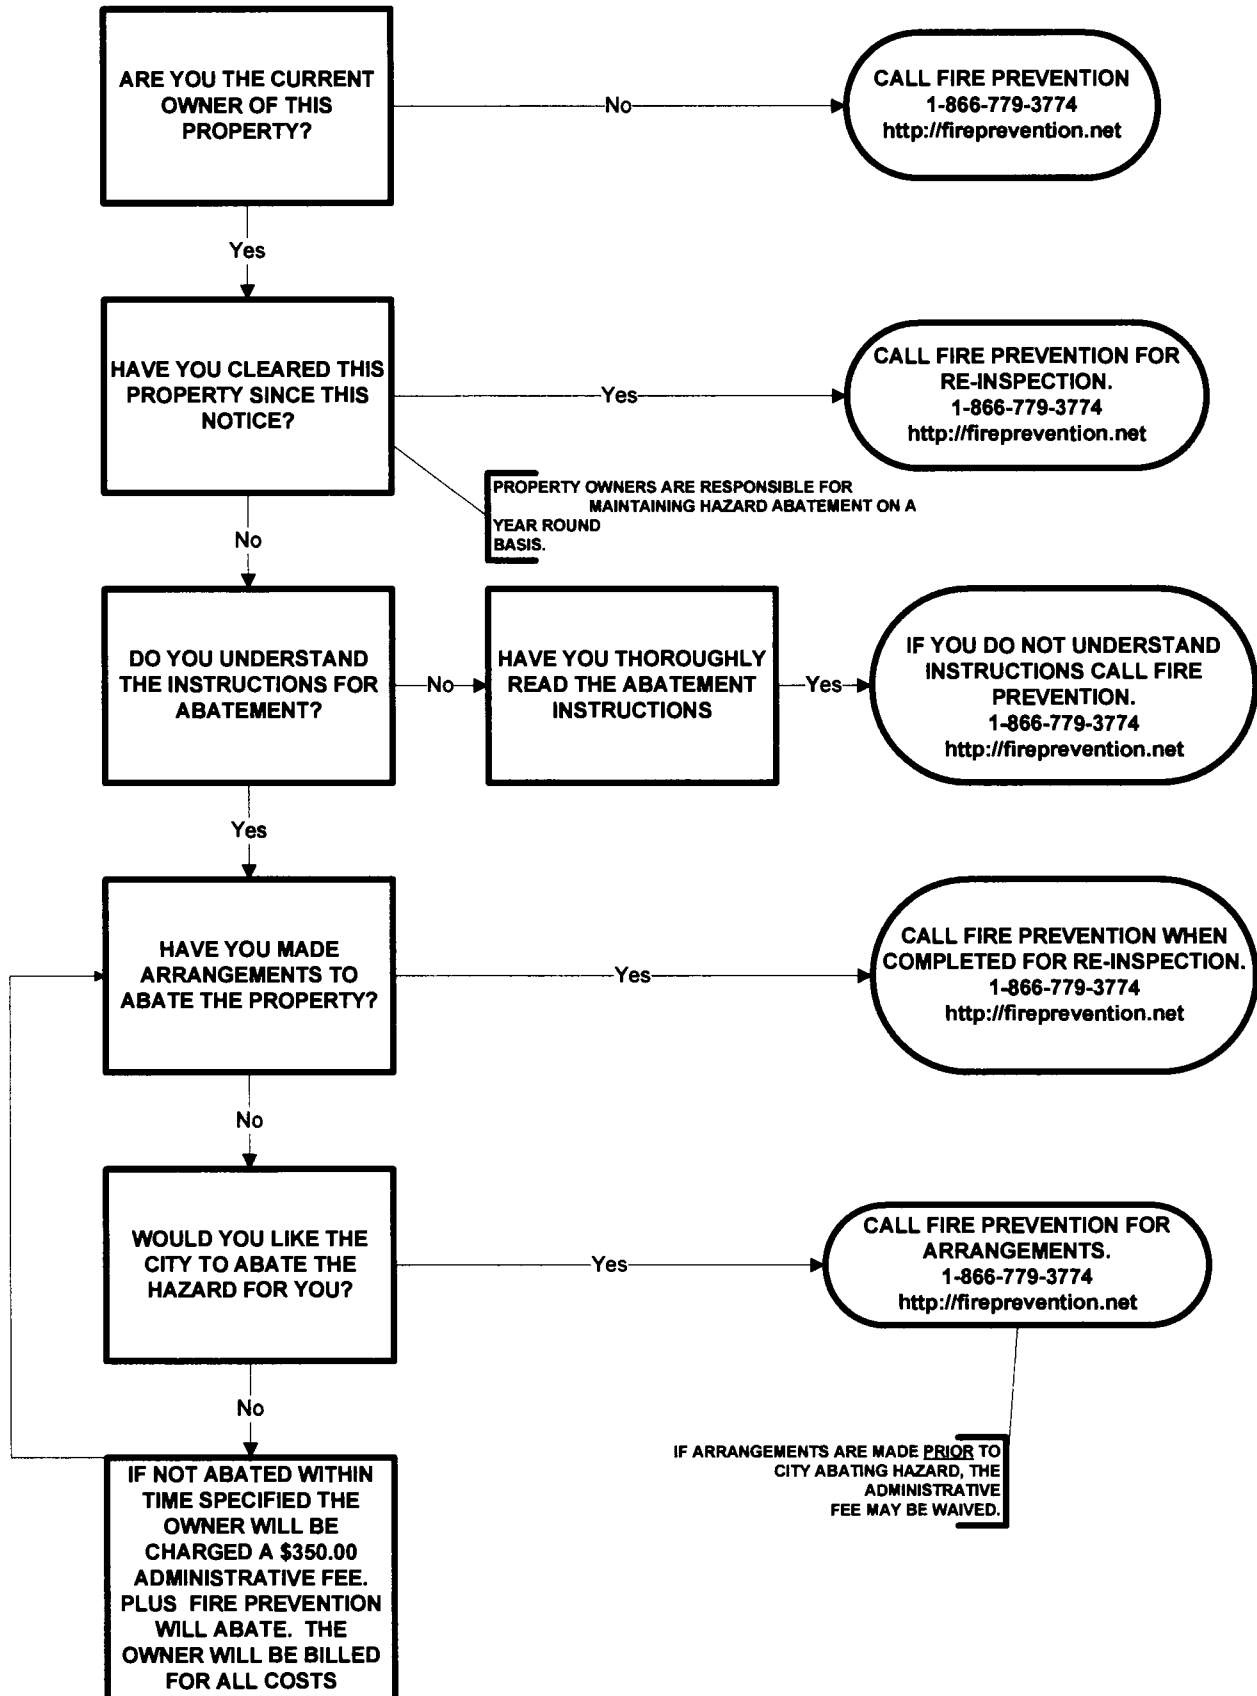 ARE YOU THE CURRENT
OWNER OF THIS
PROPERTY?
No
CALL FIRE PREVENTION
1-866-779-3774
http://fireprevention.net
Yes
HAVE YOU CLEARED THIS
PROPERTY SINCE THIS
NOTICE?
Yes
CALL FIRE PREVENTION FOR
RE-INSPECTION.
1-866-779-3774
http://fireprevention.net
PROPERTY OWNERS ARE RESPONSIBLE FOR
MAINTAINING HAZARD ABATEMENT ON A
YEAR ROUND
BASIS.
No
DO YOU UNDERSTAND
THE INSTRUCTIONS FOR
ABATEMENT?
No
HAVE YOU THOROUGHLY
READ THE ABATEMENT
INSTRUCTIONS
Yes
IF YOU DO NOT UNDERSTAND
INSTRUCTIONS CALL FIRE
PREVENTION.
1-866-779-3774
http://fireprevention.net
Yes
HAVE YOU MADE
ARRANGEMENTS TO
ABATE THE PROPERTY?
Yes
CALL FIRE PREVENTION WHEN
COMPLETED FOR RE-INSPECTION.
1-866-779-3774
http://fireprevention.net
No
WOULD YOU LIKE THE
CITY TO ABATE THE
HAZARD FOR YOU?
Yes
CALL FIRE PREVENTION FOR
ARRANGEMENTS.
1-866-779-3774
http://fireprevention.net
No
IF ARRANGEMENTS ARE MADE PRIOR TO
CITY ABATING HAZARD, THE
ADMINISTRATIVE
FEE MAY BE WAIVED.
IF NOT ABATED WITHIN
TIME SPECIFIED THE
OWNER WILL BE
CHARGED A $350.00
ADMINISTRATIVE FEE.
PLUS FIRE PREVENTION
WILL ABATE. THE
OWNER WILL BE BILLED
FOR ALL COSTS